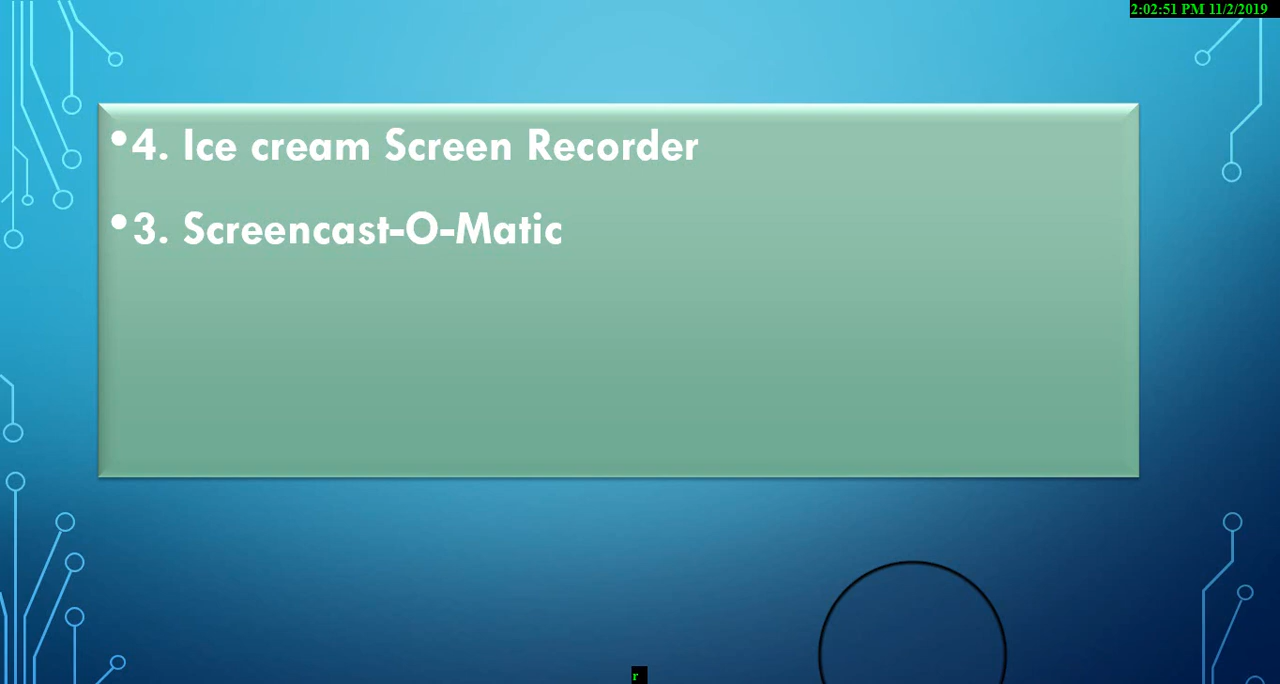 2:02:51 PM 11/2/2019
•4. Ice cream Screen Recorder
•3. Screencast-O-Matic
r